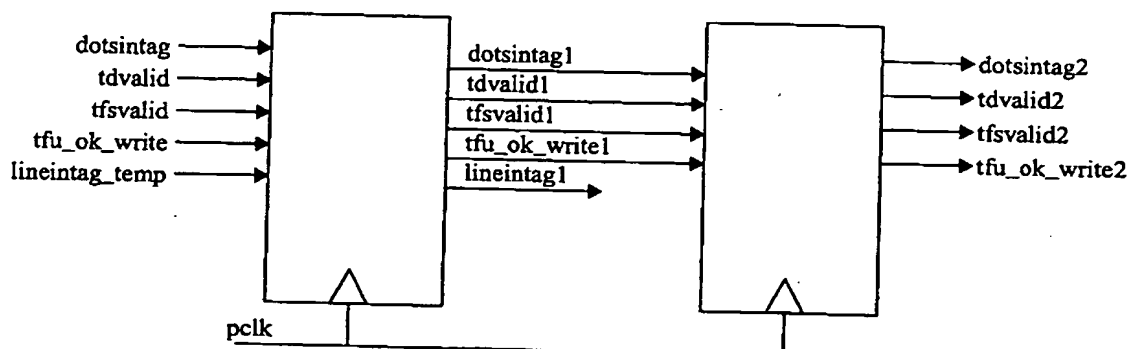 dotsintag
tdvalid
tfsvalid
tfu_ok_write
lineintag_temp
dotsintag1
tdvalid1
tfsvalid1
tfu_ok_write1
lineintag1
dotsintag2
tdvalid2
tfsvalid2
tfu_ok_write2
pclk